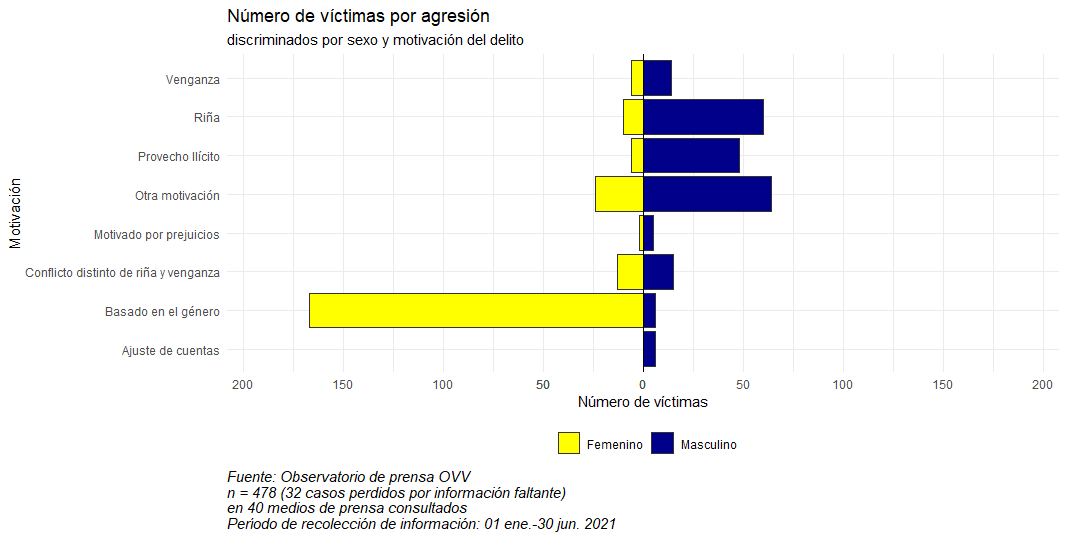 Número de víctimas por agresión
discriminados por sexo y motivación del delito
Motivación
Venganza
Riña
Provecho Ilícito
Otra motivación
Motivado por prejuicios
Conflicto distinto de riña y venganza
Basado en el género
Ajuste de cuentas
200 150 100 50 0 50 100 150 200
Número de víctimas
Femenino Masculino
Fuente: Observatorio de prensa OVV
n = 478 (32 casos perdidos por información faltante)
en 40 medios de prensa consultados
Periodo de recolección de información: 01 ene.-30 jun. 2021